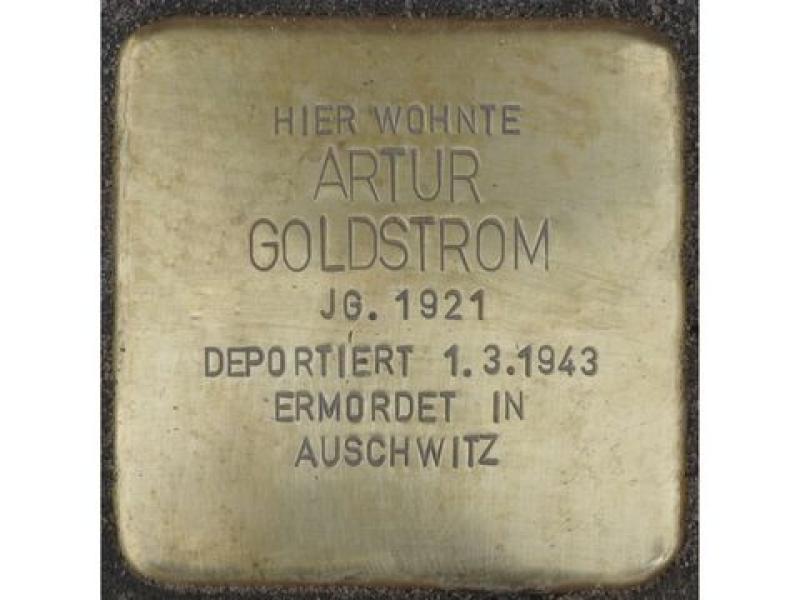 HIER WOHNTE
ARTUR
GOLDSTROM
JG. 1921
DEPORTIERT 1.3.1943
ERMORDET IN
AUSCHWITZ